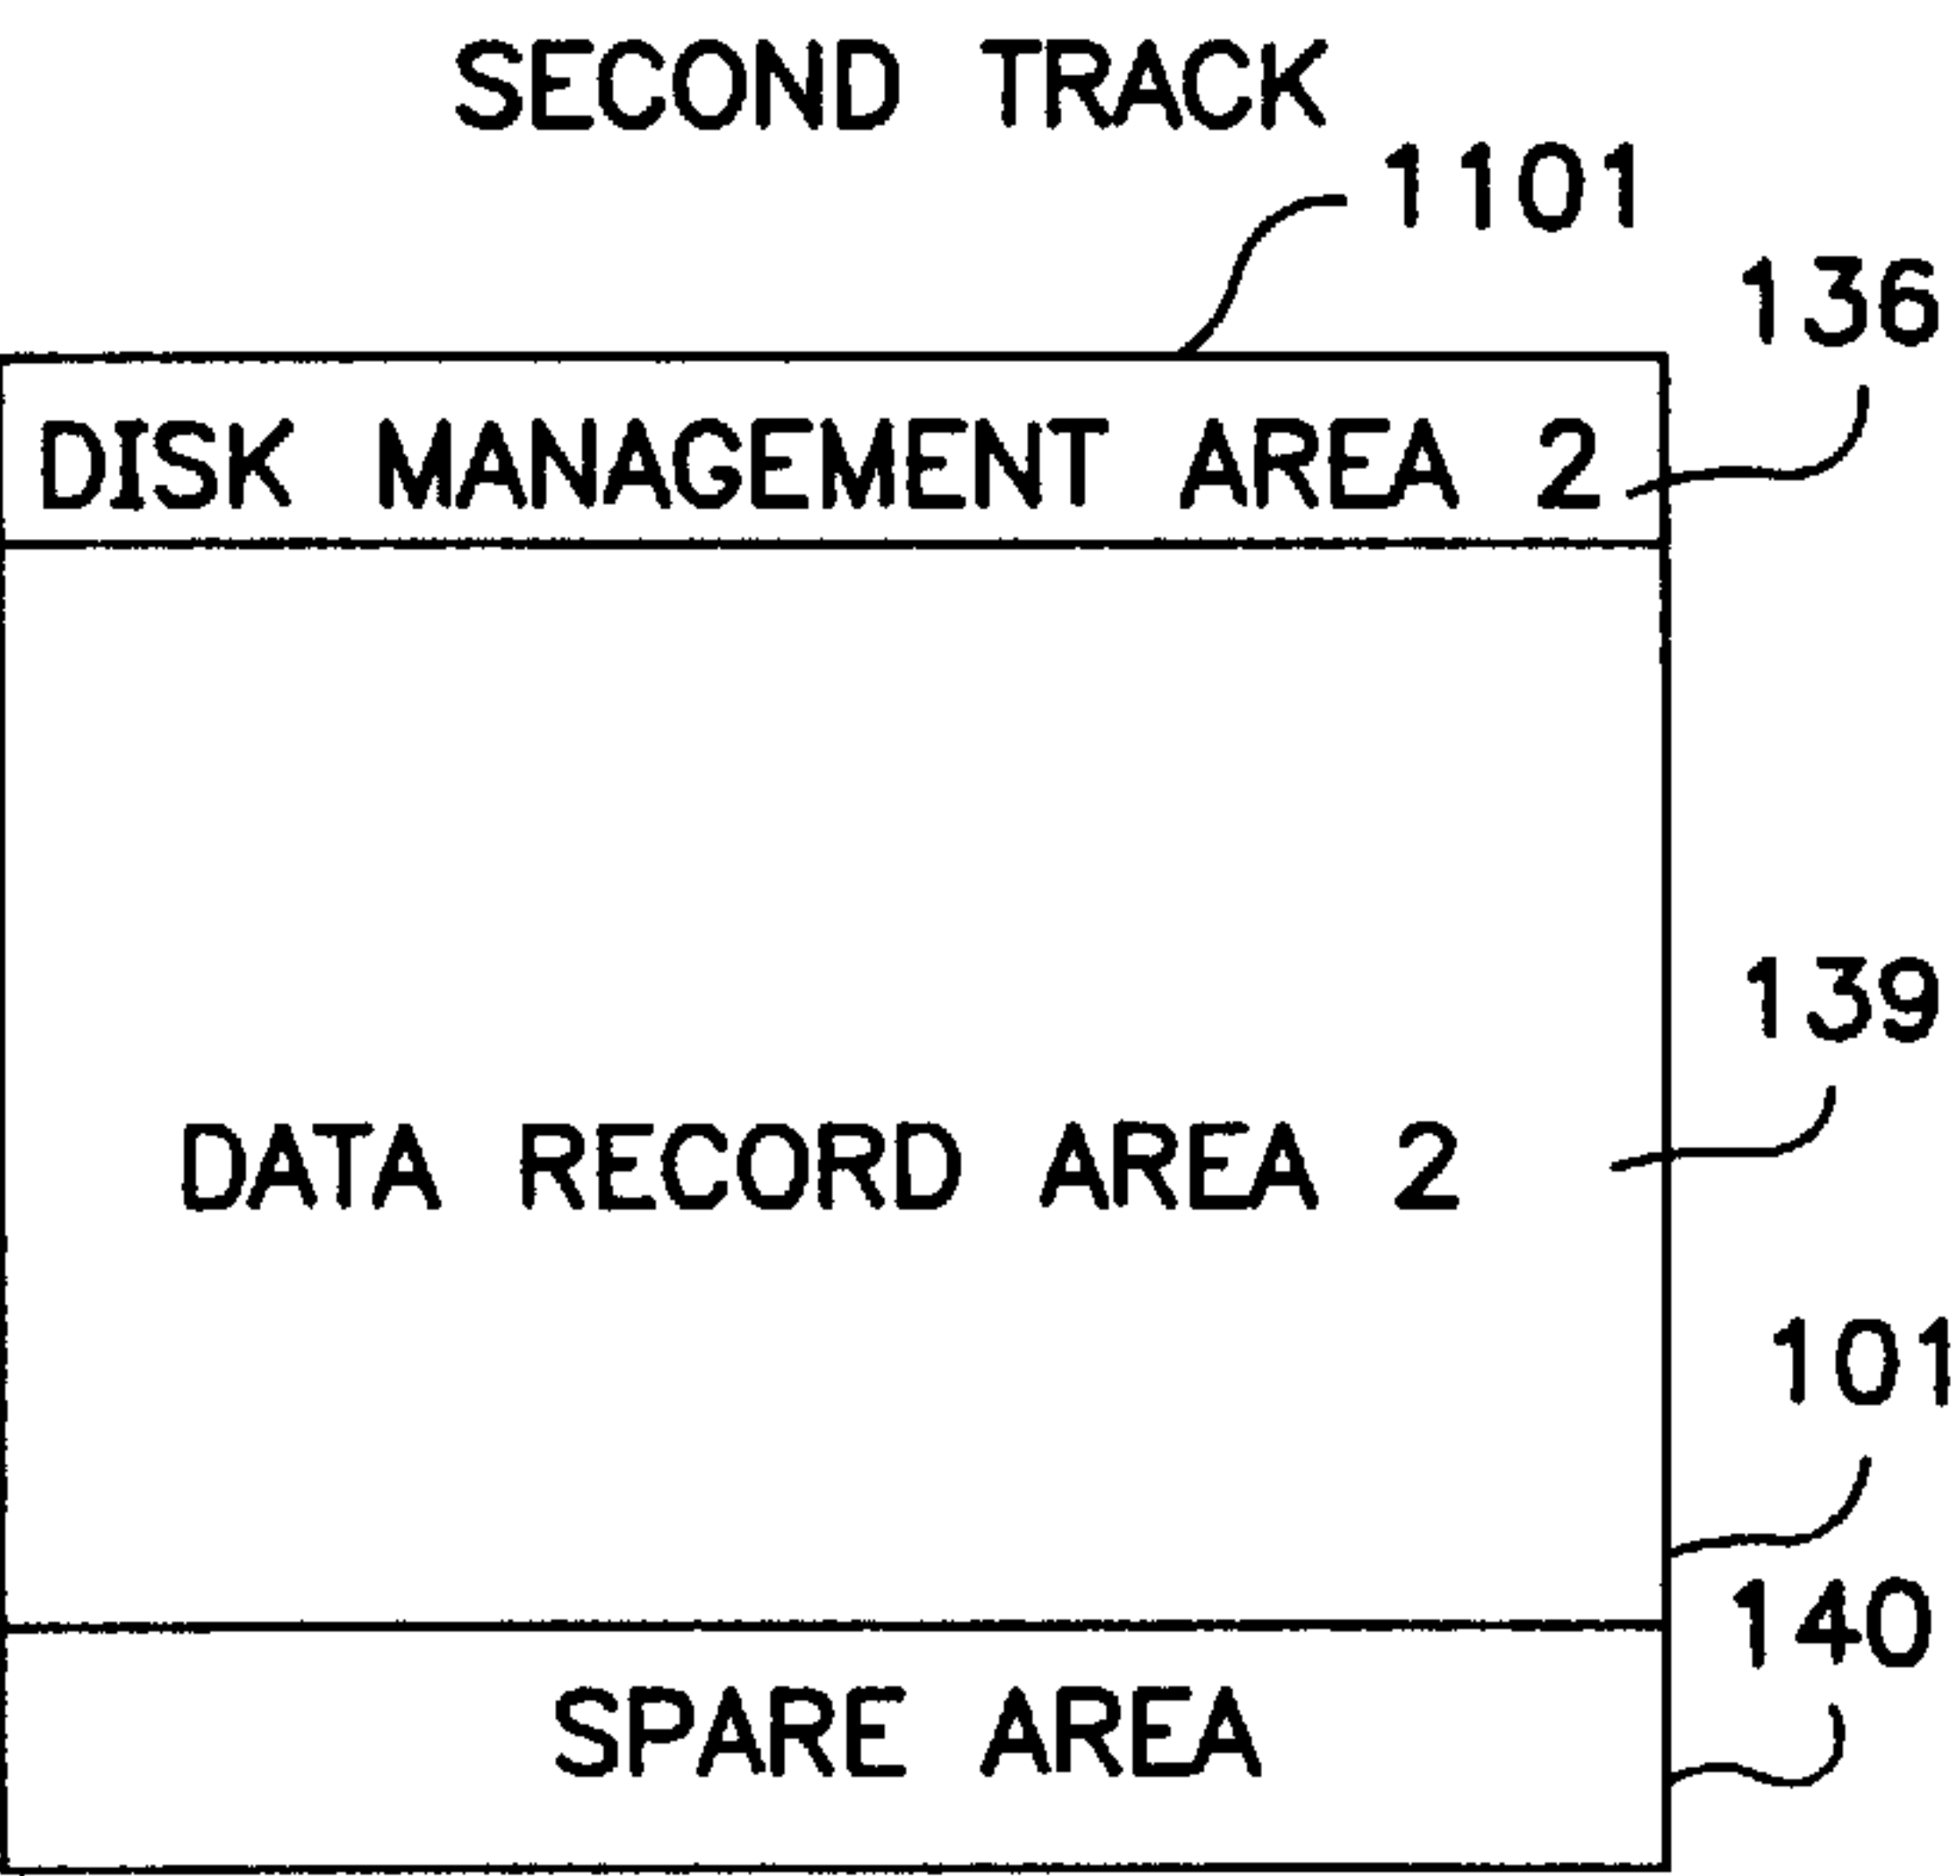 SECOND TRACK
1101
136
DISK MANAGEMENT AREA 2
139
DATA RECORD AREA 2
101
140
SPARE AREA